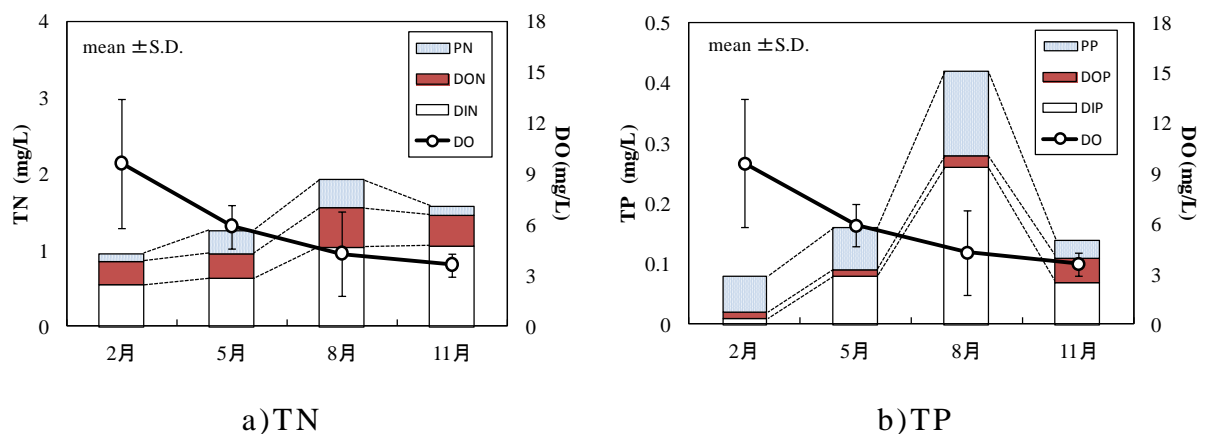 mean ±S.D.
PN
DON
DIN
DO
TN (mg/L)
DO(mg/L)
4
3
2
1
0
18
15
12
9
6
3
0
2月
5月
8月
11月
a)TN
mean ±S.D.
PP
DOP
DIP
DO
TP (mg/L)
DO(mg/L)
0.5
0.4
0.3
0.2
0.1
0
18
15
12
9
6
3
0
2月
5月
8月
11月
b)TP